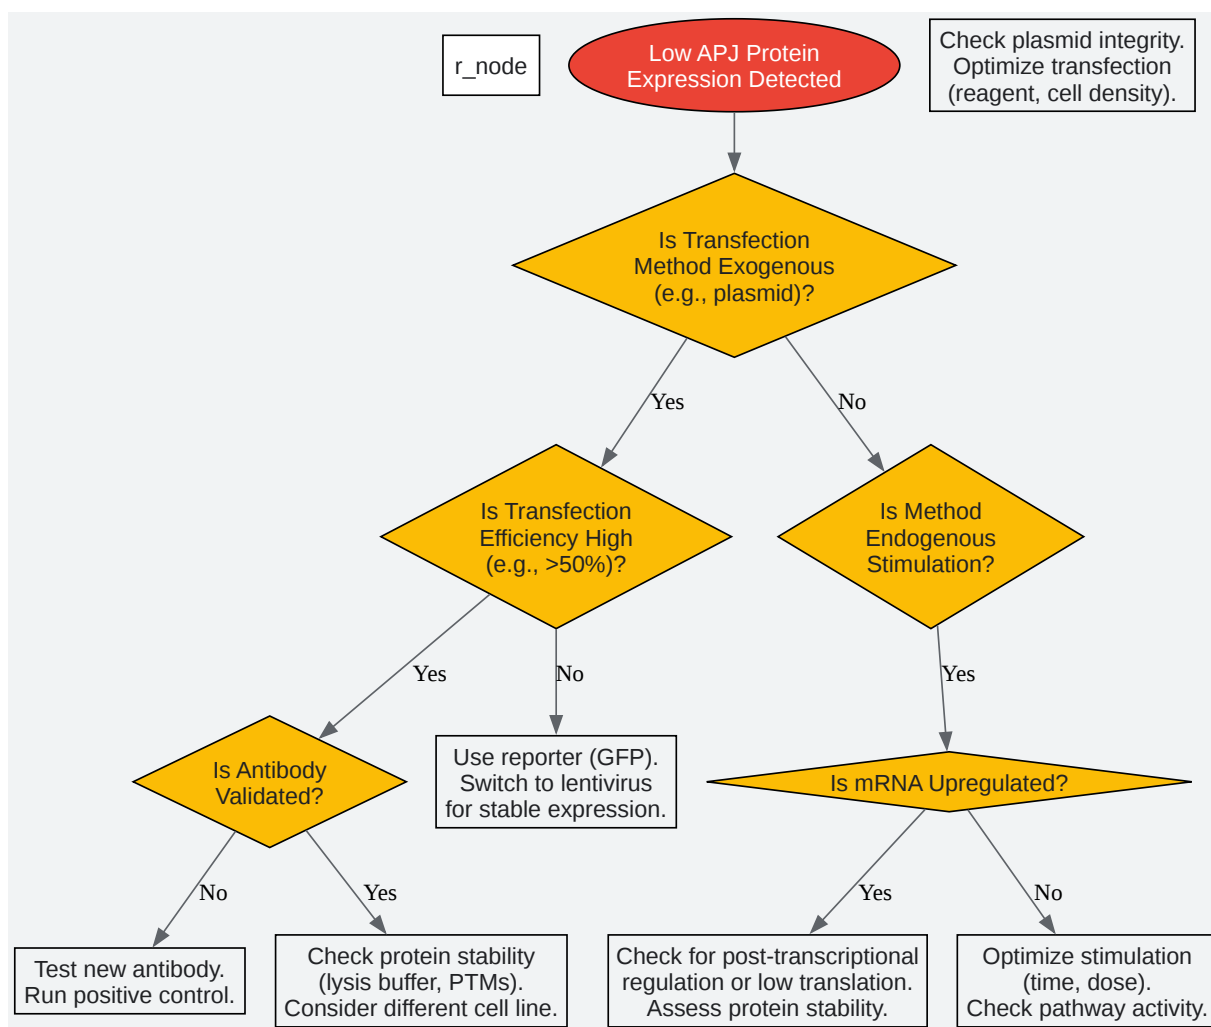 r_node
Low APJ Protein
Expression Detected
Check plasmid integrity.
Optimize transfection
(reagent, cell density).
Is Transfection
Method Exogenous
(e.g., plasmid)?
Yes
No
Is Transfection
Efficiency High
(e.g., >50%)?
Is Method
Endogenous
Stimulation?
Yes
No
Yes
Is Antibody
Validated?
Use reporter (GFP).
Switch to lentivirus
for stable expression.
Is mRNA Upregulated?
No
Yes
Yes
No
Test new antibody.
Run positive control.
Check protein stability
(lysis buffer, PTMs).
Consider different cell line.
Check for post-transcriptional
regulation or low translation.
Assess protein stability.
Optimize stimulation
(time, dose).
Check pathway activity.